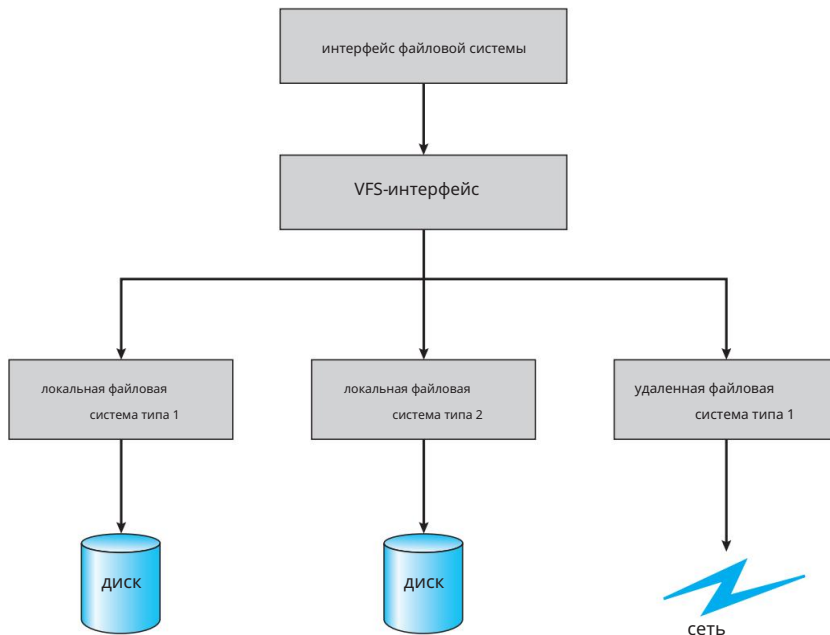 интерфейс файловой системы
VFS-интерфейс
локальная файловая
система типа 1
локальная файловая
система типа 2
удаленная файловая
система типа 1
диск
диск
сеть